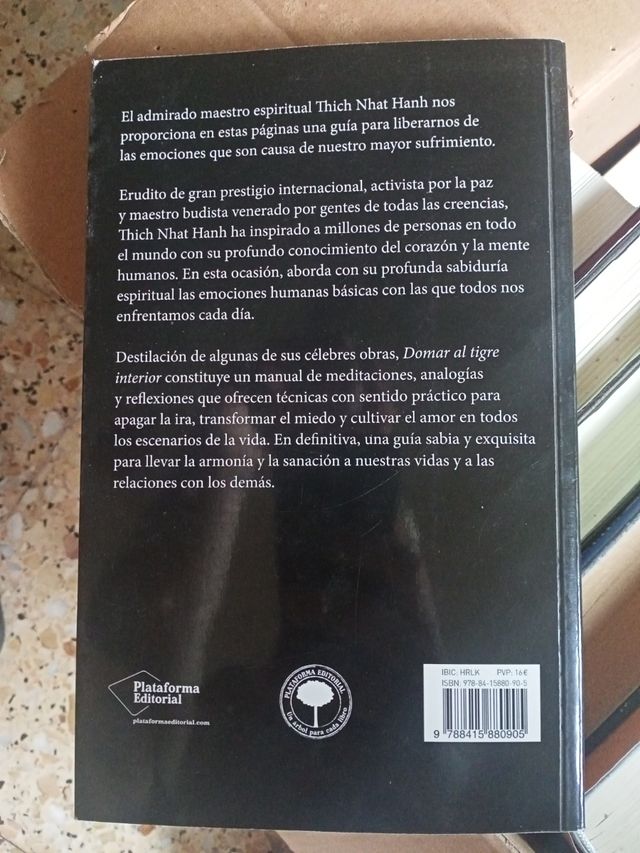 El admirado maestro espiritual Thich Nhat Hanh nos
proporciona en estas páginas una guía para liberarnos de
las emociones que son causa de nuestro mayor sufrimiento.
Erudito de gran prestigio internacional, activista por la paz
y maestro budista venerado por gentes de todas las creencias,
Thich Nhat Hanh ha inspirado a millones de personas en todo
el mundo con su profundo conocimiento del corazón y la mente
humanos. En esta ocasión, aborda con su profunda sabiduría
espiritual las emociones humanas básicas con las que todos nos
enfrentamos cada día.
Destilación de algunas de sus célebres obras, Domar al tigre
interior constituye un manual de meditaciones, analogías
y reflexiones que ofrecen técnicas con sentido práctico para
apagar la ira, transformar el miedo y cultivar el amor en todos
los escenarios de la vida. En definitiva, una guía sabia y exquisita
para llevar la armonía y la sanación a nuestras vidas y a las
relaciones con los demás.
Plataforma
Editorial
plataformaeditorial.com
PLATAFORMA EDITORIAL
Un árbol para cada libro
IBIC: HRLK PVP: 16 €
ISBN: 978-84-15880-90-5
9 788415 880905